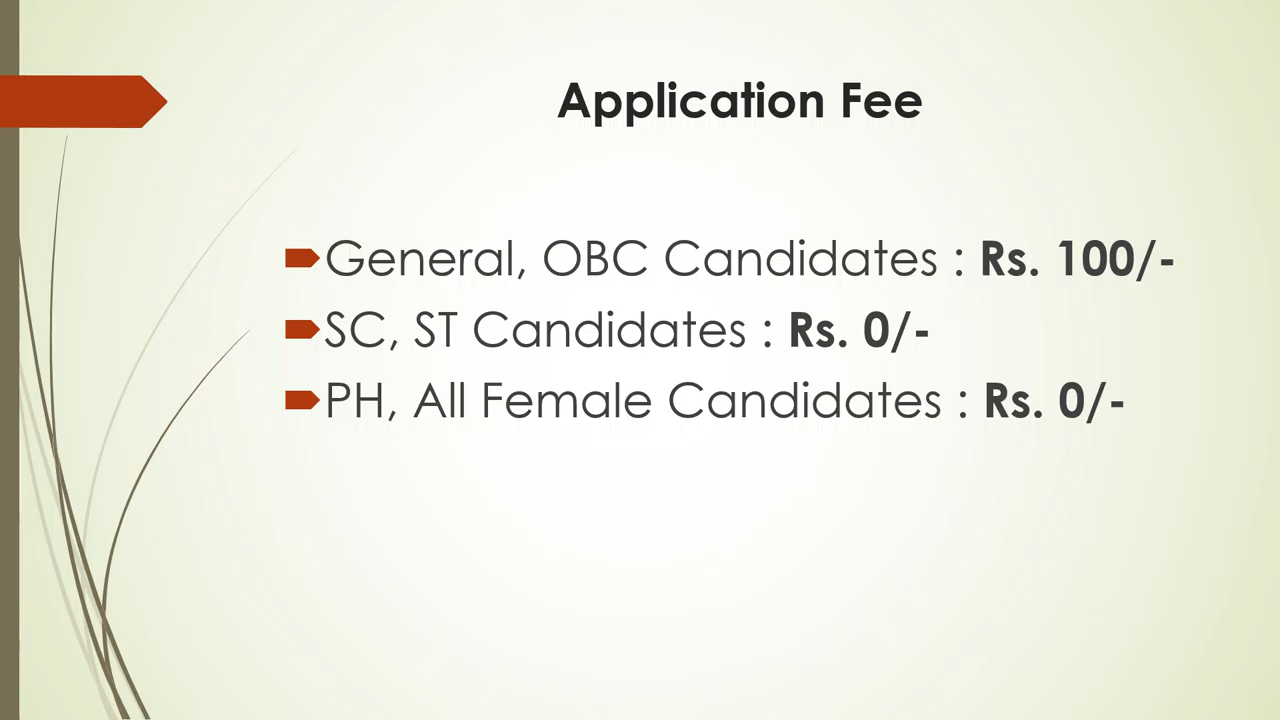 Application Fee
General, OBC Candidates : Rs. 100/-
SC, ST Candidates : Rs. 0/-
PH, All Female Candidates : Rs. 0/-